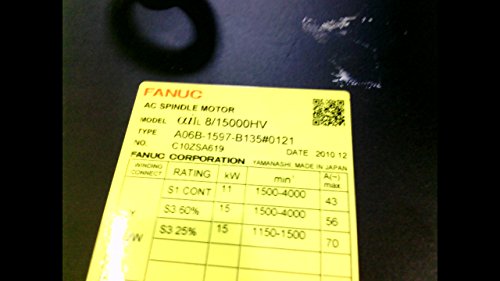 FANUC
AC SPINDLE MOTOR
MODEL αiIL 8/15000HV
TYPE A06B-1597-B135#0121
NO. C10ZSA619 DATE 2010.12
FANUC CORPORATION YAMANASHI MADE IN JAPAN
WINDING CONNECT RATING kW min⁻¹ A(~) max
S1 CONT 11 1500-4000 43
S3 60% 15 1500-4000 56
S3 25% 15 1150-1500 70